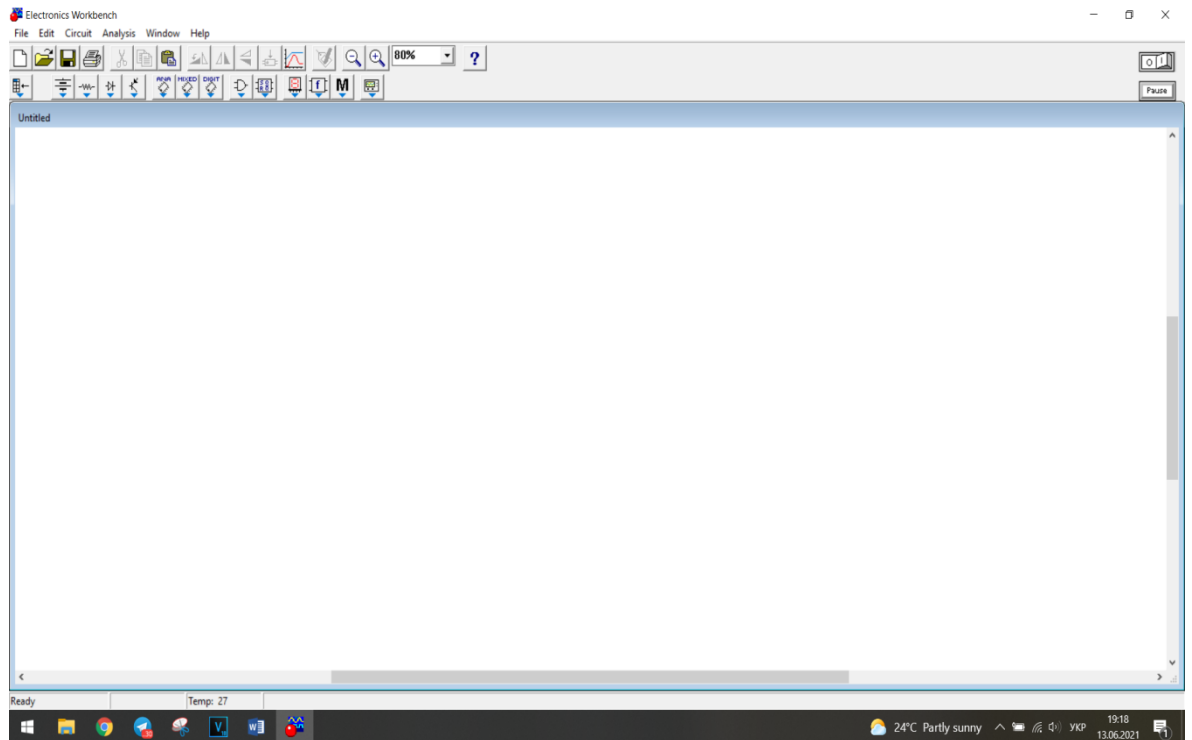 Electronics Workbench
File Edit Circuit Analysis Window Help
80%
?
ANA MIXED DIGIT
M
Pause
Untitled
Ready Temp: 27
24°C Partly sunny УКР 19:18
13.06.2021